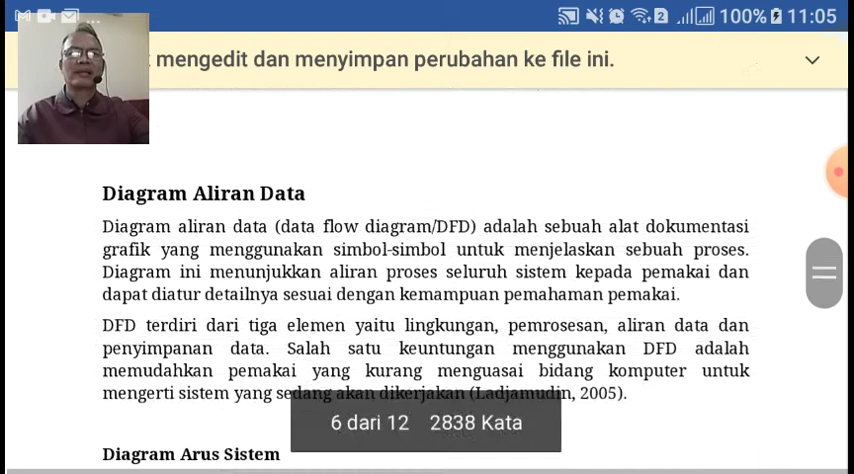 ... 2 100% 11:05
mengedit dan menyimpan perubahan ke file ini.
Diagram Aliran Data
Diagram aliran data (data flow diagram/DFD) adalah sebuah alat dokumentasi
grafik yang menggunakan simbol-simbol untuk menjelaskan sebuah proses.
Diagram ini menunjukkan aliran proses seluruh sistem kepada pemakai dan
dapat diatur detailnya sesuai dengan kemampuan pemahaman pemakai.
DFD terdiri dari tiga elemen yaitu lingkungan, pemrosesan, aliran data dan
penyimpanan data. Salah satu keuntungan menggunakan DFD adalah
memudahkan pemakai yang kurang menguasai bidang komputer untuk
mengerti sistem yang sedang akan dikerjakan (Ladjamudin, 2005).
6 dari 12 2838 Kata
Diagram Arus Sistem